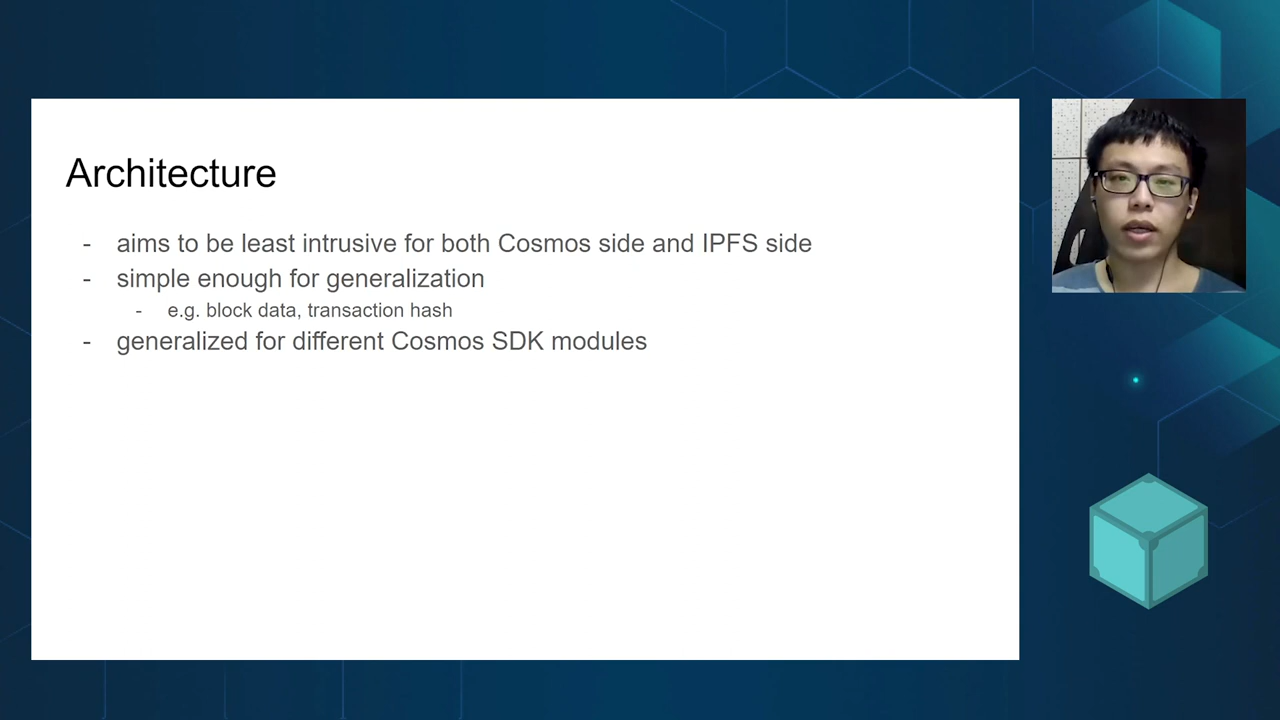 Architecture
- aims to be least intrusive for both Cosmos side and IPFS side
- simple enough for generalization
- e.g. block data, transaction hash
- generalized for different Cosmos SDK modules